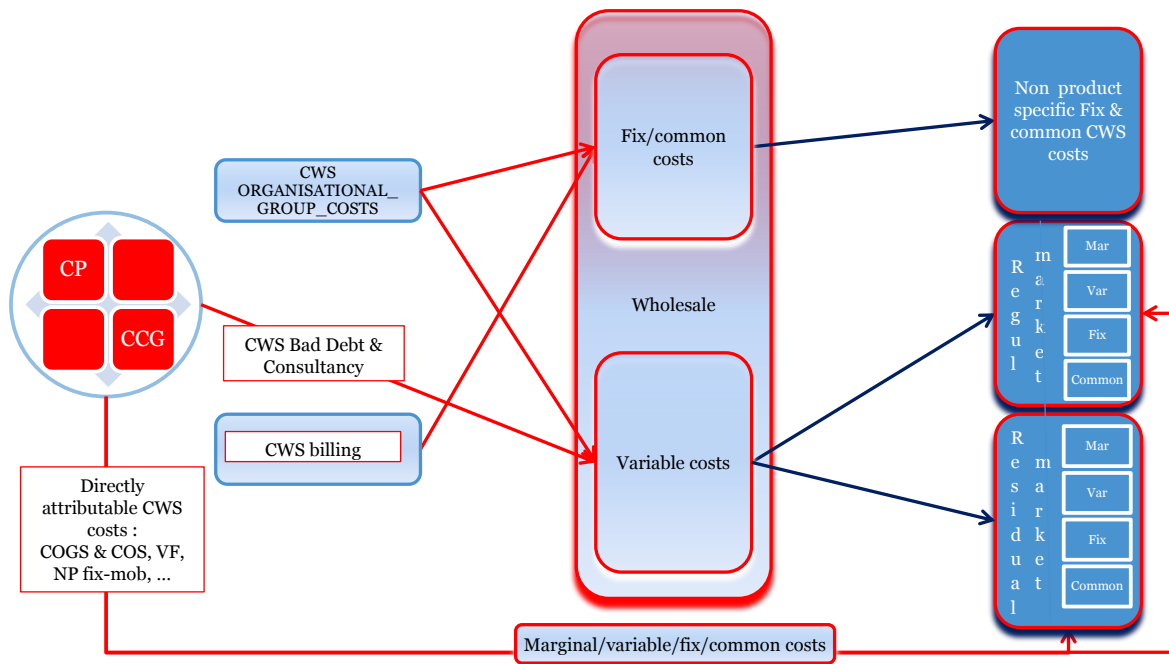 CP
CCG
CWS
ORGANISATIONAL_
GROUP_COSTS
CWS Bad Debt &
Consultancy
CWS billing
Directly
attributable CWS
costs :
COGS & COS, VF,
NP fix-mob, ...
Fix/common
costs
Wholesale
Variable costs
Non product
specific Fix &
common CWS
costs
Regul
market
Mar
Var
Fix
Common
Residual
market
Mar
Var
Fix
Common
Marginal/variable/fix/common costs